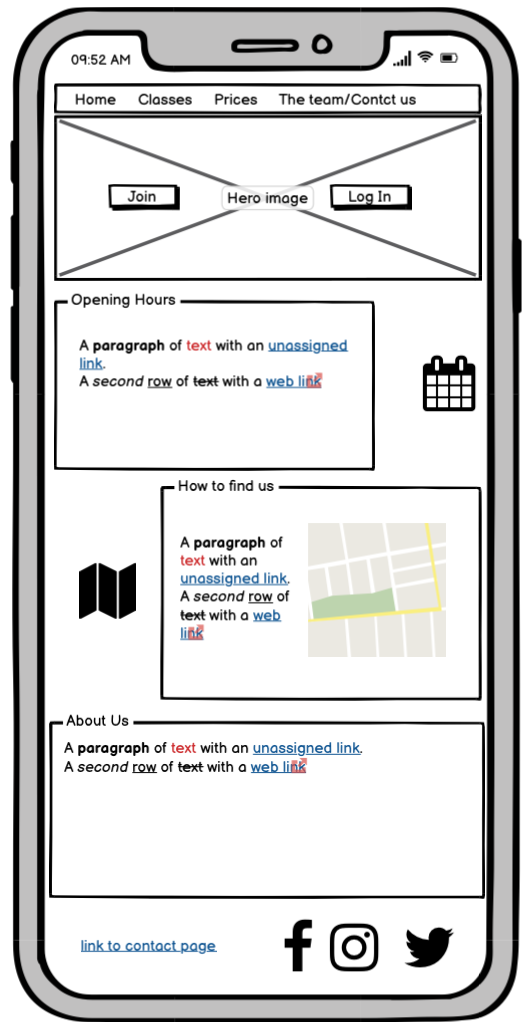 09:52 AM
Home Classes Prices The team/Contct us
Join Hero image Log In
Opening Hours
A paragraph of text with an unassigned
link.
A second row of text with a web link
How to find us
A paragraph of
text with an
unassigned link.
A second row of
text with a web
link
About Us
A paragraph of text with an unassigned link.
A second row of text with a web link
link to contact page